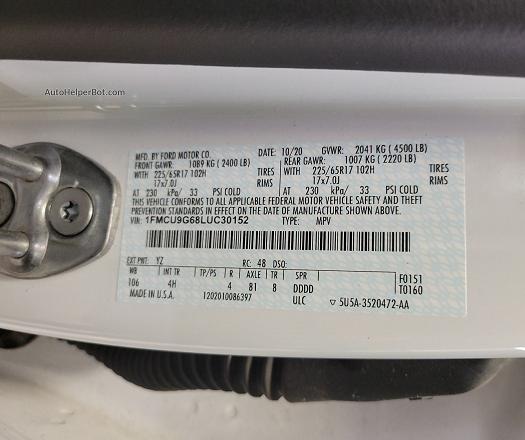 AutoHelperBot.com
MFD. BY FORD MOTOR CO. DATE: 10/20 GVWR: 2041 KG ( 4500 LB)
FRONT GAWR: 1089 KG ( 2400 LB) REAR GAWR: 1007 KG ( 2220 LB)
WITH 225/65R17 102H TIRES WITH 225/65R17 102H TIRES
17x7.0J RIMS 17x7.0J RIMS
AT 230 kPa/ 33 PSI COLD AT 230 kPa/ 33 PSI COLD
THIS VEHICLE CONFORMS TO ALL APPLICABLE FEDERAL MOTOR VEHICLE SAFETY AND THEFT
PREVENTION STANDARDS IN EFFECT ON THE DATE OF MANUFACTURE SHOWN ABOVE.
VIN: 1FMCU9G68LUC30152 TYPE: MPV
EXT PNT: YZ RC: 48 DSO:
WB INT TR TP/PS R AXLE TR SPR F0151
106 4H 4 81 8 DDDD T0160
MADE IN U.S.A. 1202010086397 ULC ▽ 5U5A-3520472-AA